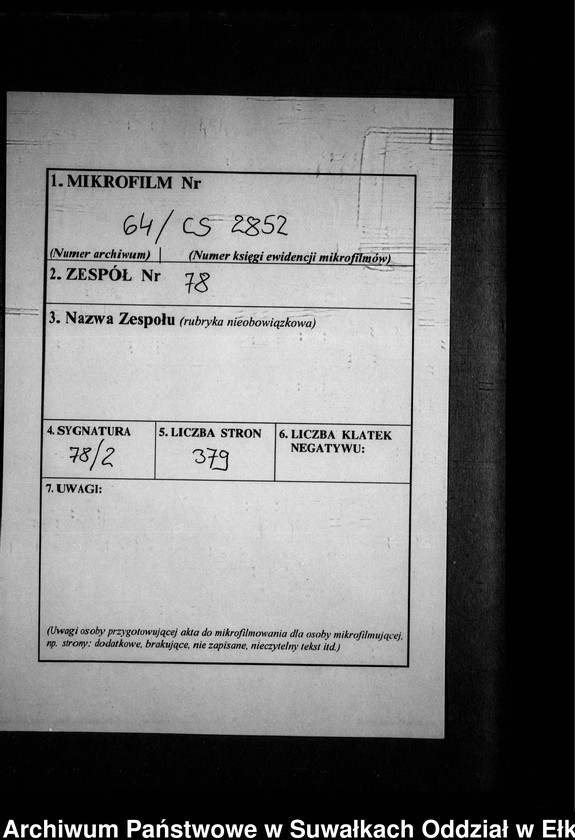 1. MIKROFILM Nr
64/CS 2852
(Numer archiwum) | (Numer księgi ewidencji mikrofilmów)
2. ZESPÓŁ Nr 78
3. Nazwa Zespołu (rubryka nieobowiązkowa)
4. SYGNATURA
78/2
5. LICZBA STRON
379
6. LICZBA KLATEK
NEGATYWU:
7. UWAGI:
(Uwagi osoby przygotowującej akta do mikrofilmowania dla osoby mikrofilmującej,
np. strony: dodatkowe, brakujące, nie zapisane, nieczytelny tekst itd.)
Archiwum Państwowe w Suwałkach Oddział w Ełk